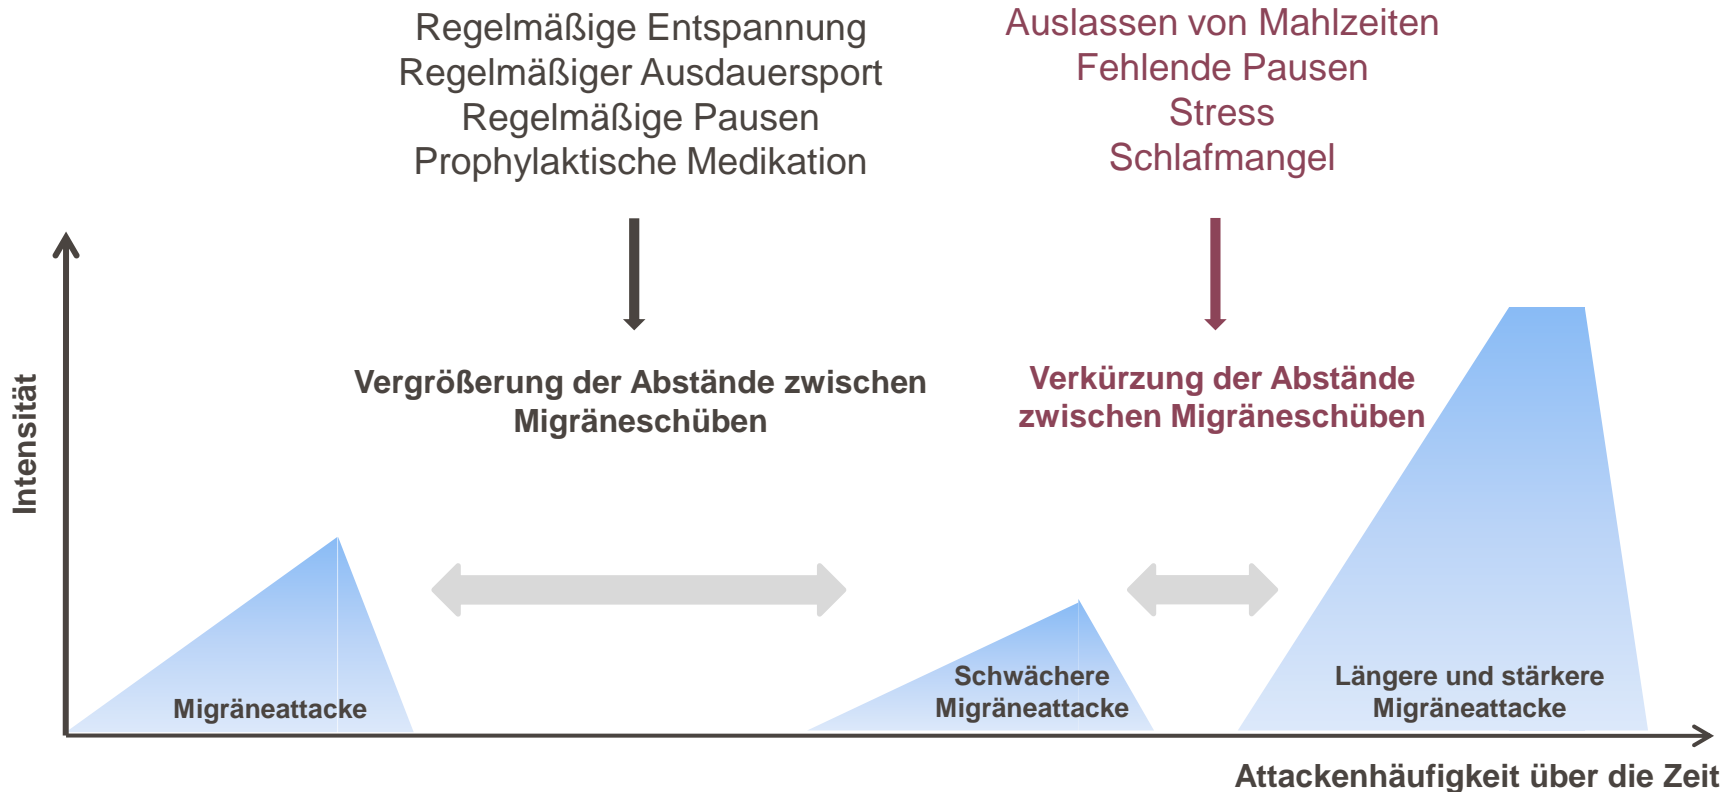 Regelmäßige Entspannung
Regelmäßiger Ausdauersport
Regelmäßige Pausen
Prophylaktische Medikation
Auslassen von Mahlzeiten
Fehlende Pausen
Stress
Schlafmangel
Vergrößerung der Abstände zwischen
Migräneschüben
Verkürzung der Abstände
zwischen Migräneschüben
Intensität
Migräneattacke
Schwächere
Migräneattacke
Längere und stärkere
Migräneattacke
Attackenhäufigkeit über die Zeit